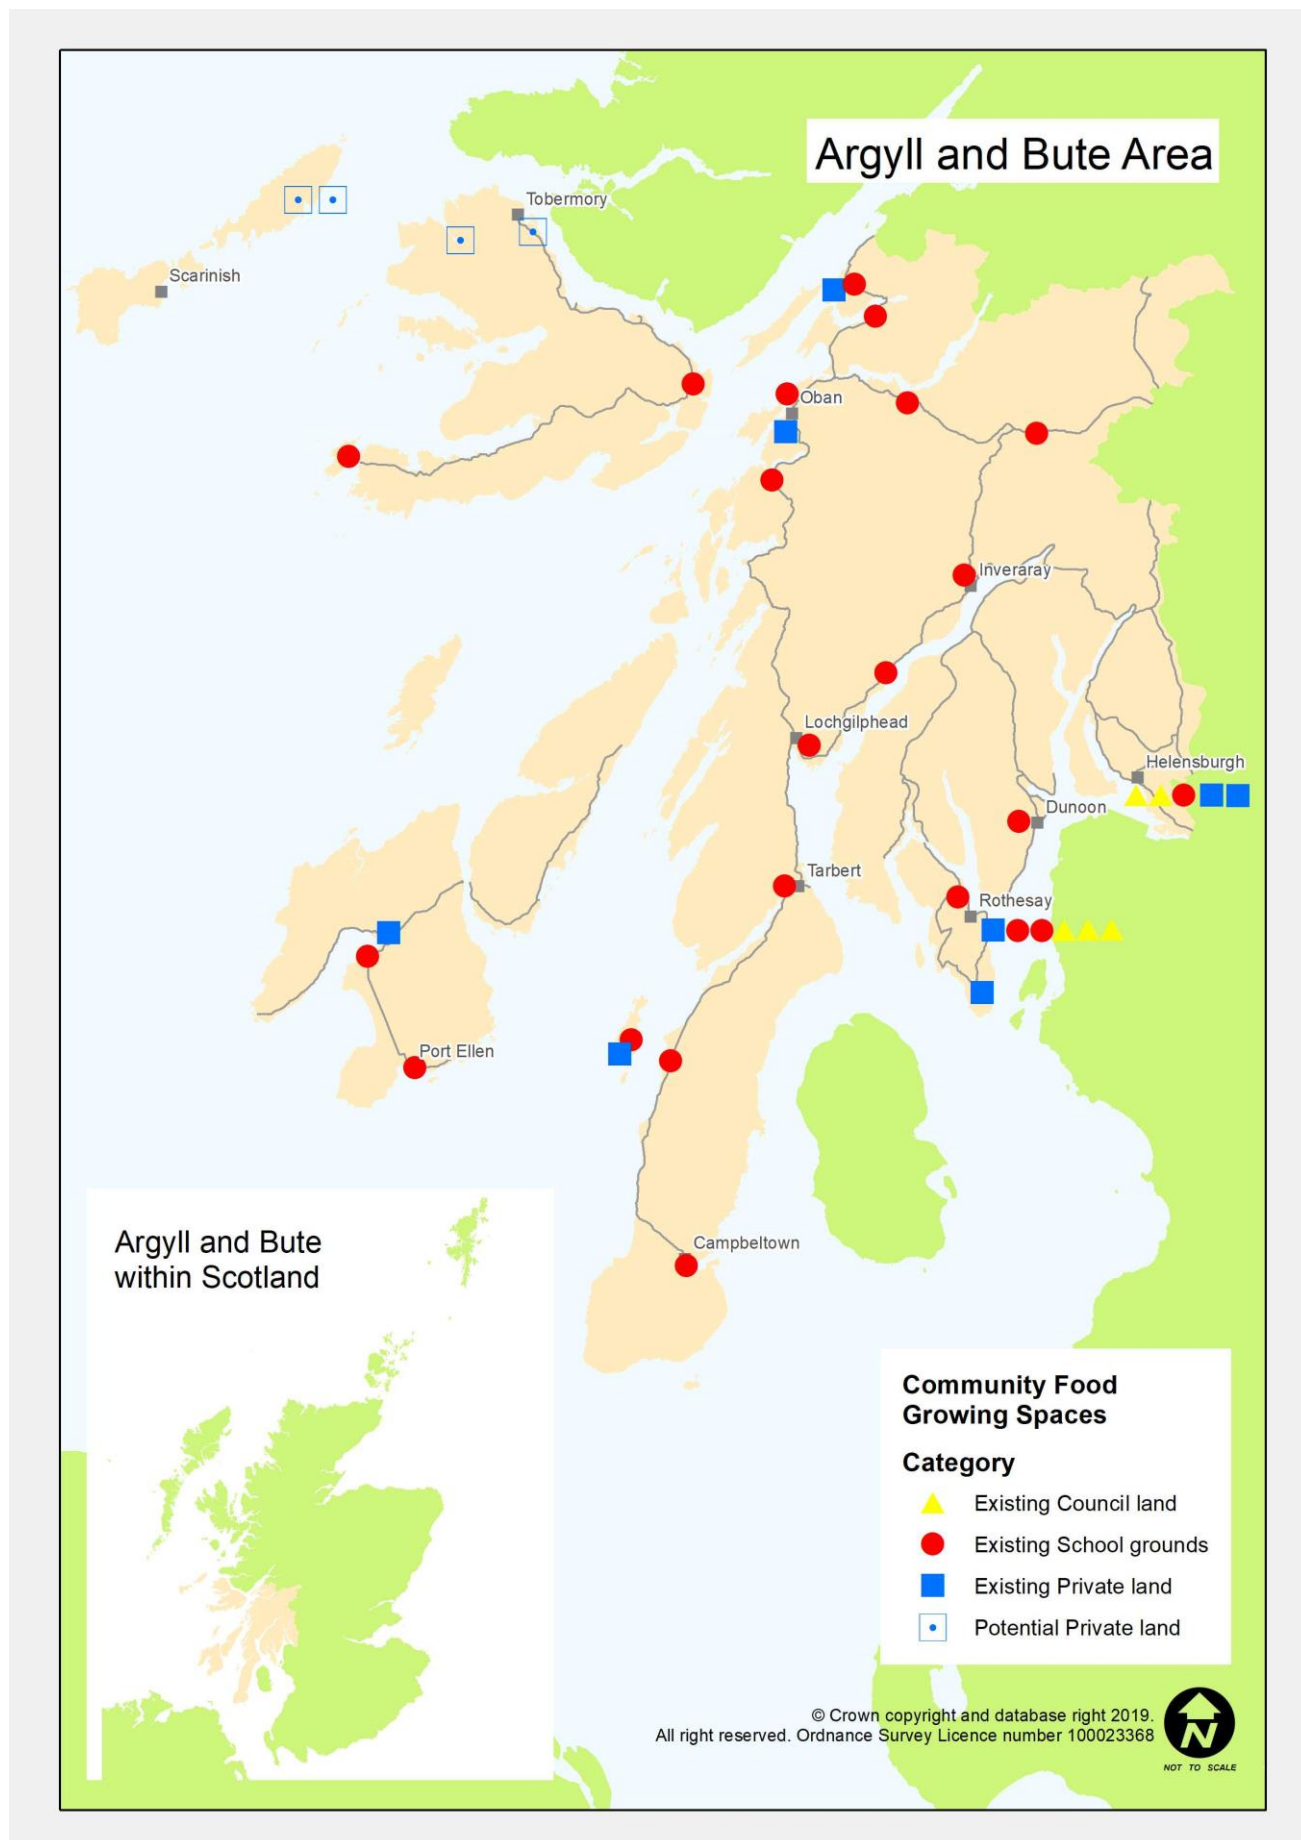 Argyll and Bute Area
Tobermory
Scarinish
Oban
Inveraray
Lochgilphead
Helensburgh
Dunoon
Tarbert
Rothesay
Port Ellen
Campbeltown
Argyll and Bute
within Scotland
Community Food
Growing Spaces
Category
Existing Council land
Existing School grounds
Existing Private land
Potential Private land
© Crown copyright and database right 2019.
All right reserved. Ordnance Survey Licence number 100023368
N
NOT TO SCALE